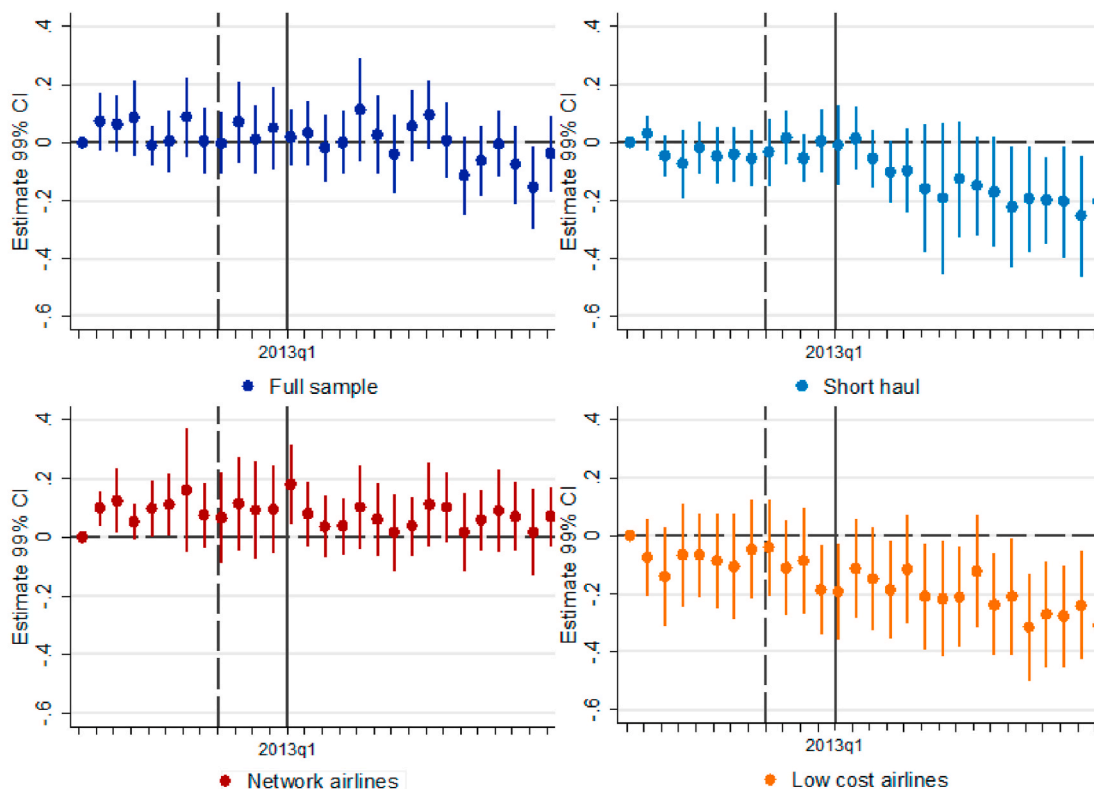 Estimate 99% CI
.4
.2
0
-.2
-.4
-.6
2013q1
Full sample
Estimate 99% CI
.4
.2
0
-.2
-.4
-.6
2013q1
Short haul
Estimate 99% CI
.4
.2
0
-.2
-.4
-.6
2013q1
Network airlines
Estimate 99% CI
.4
.2
0
-.2
-.4
-.6
2013q1
Low cost airlines